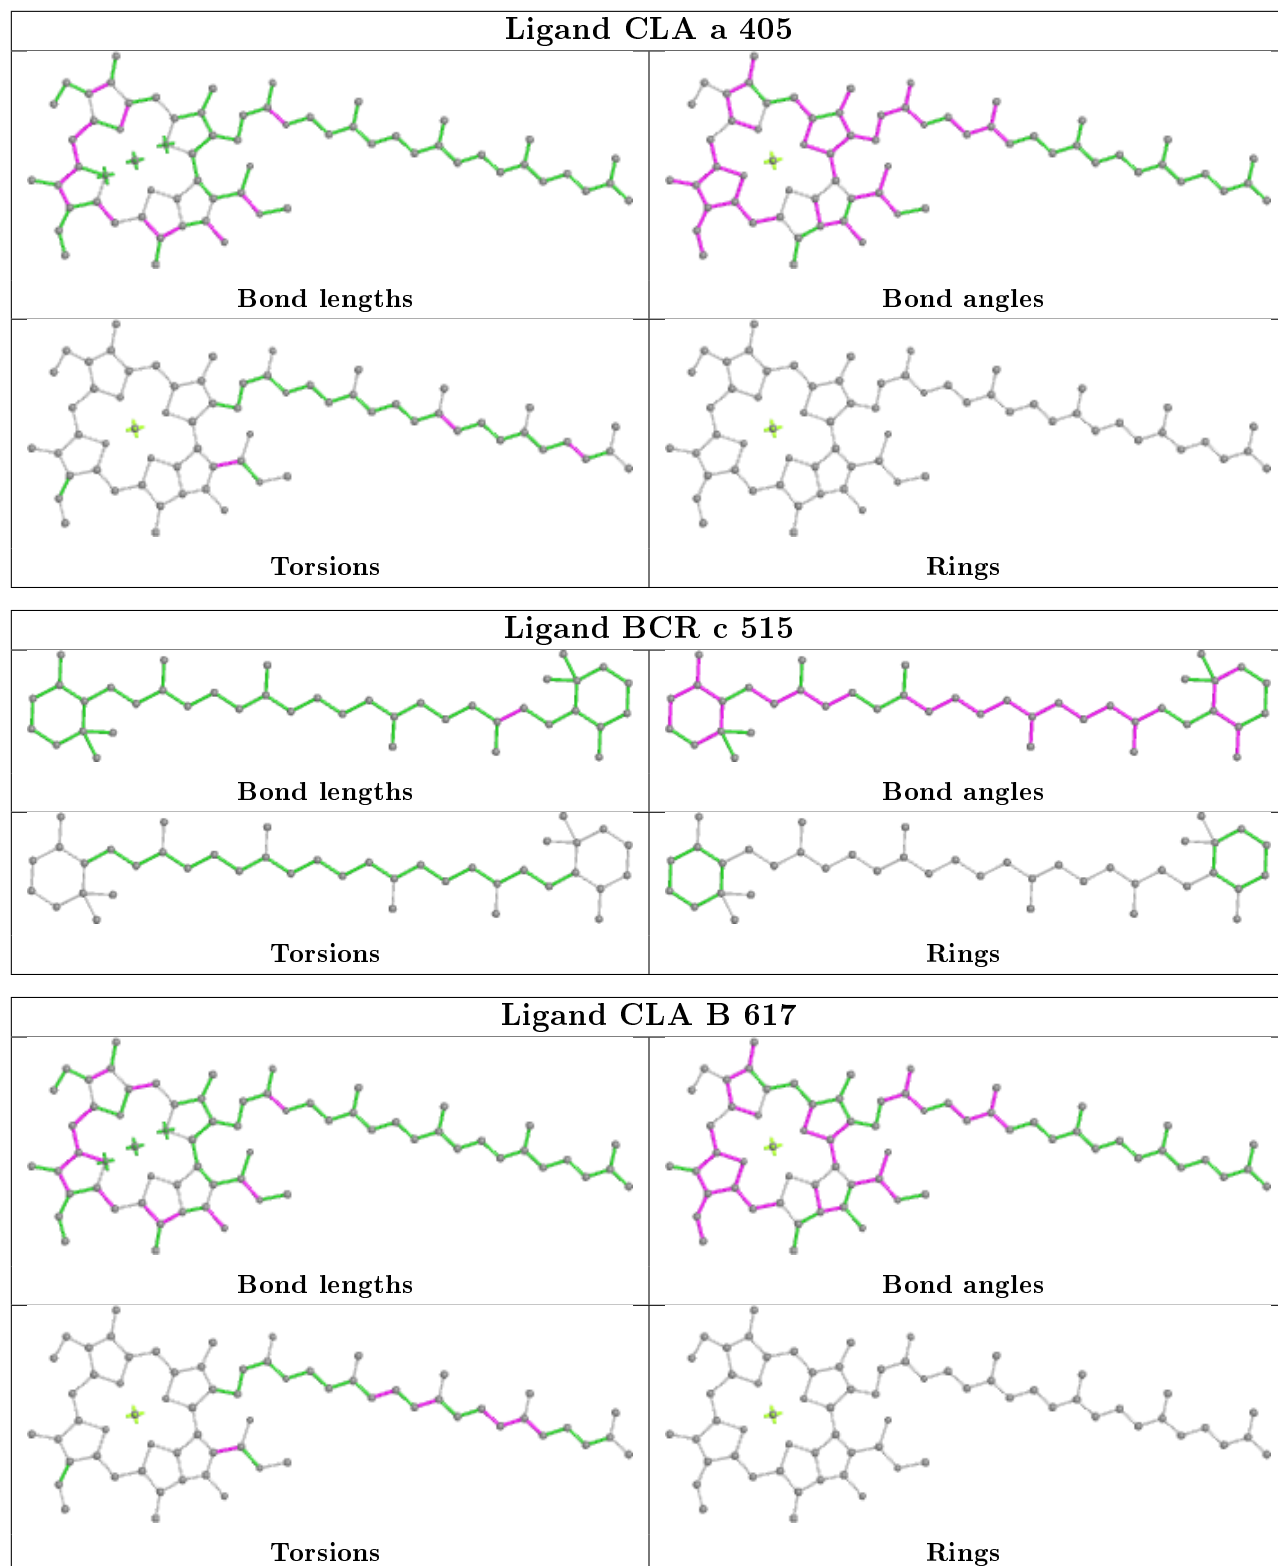 Ligand CLA a 405
Bond lengths
Bond angles
Torsions
Rings
Ligand BCR c 515
Bond lengths
Bond angles
Torsions
Rings
Ligand CLA B 617
Bond lengths
Bond angles
Torsions
Rings